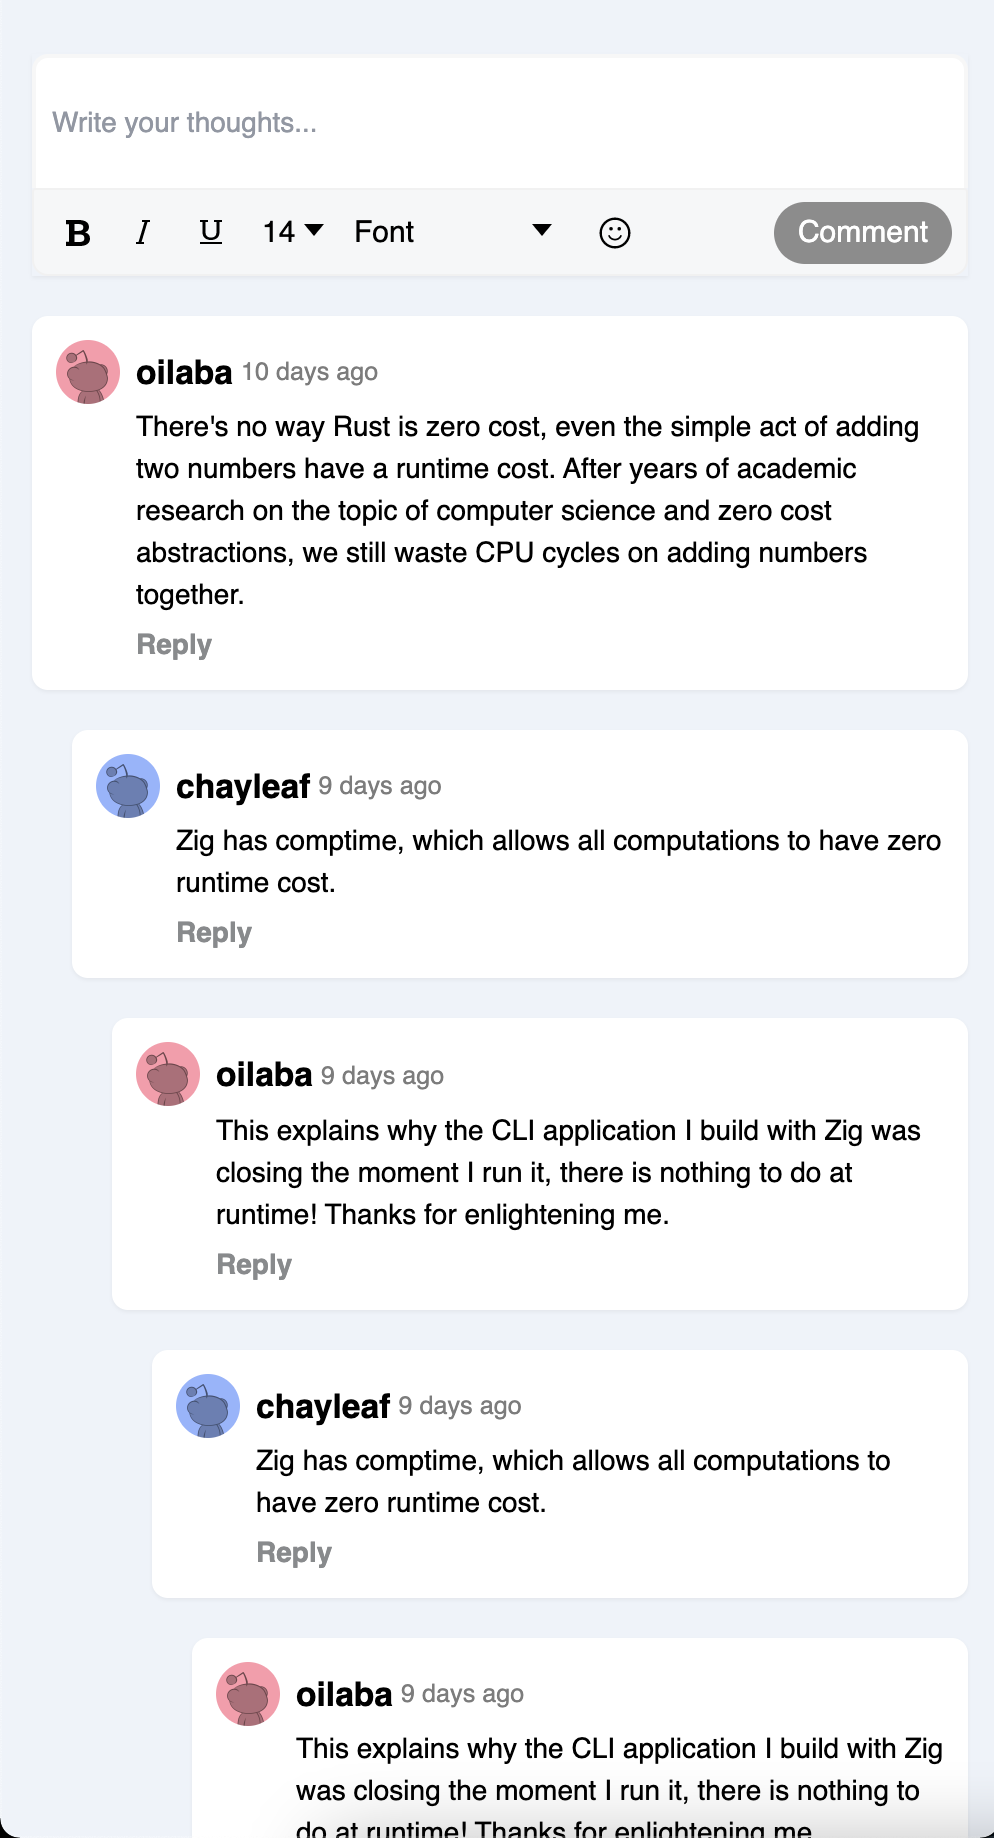 Write your thoughts...
B I U 14 Font Comment
oilaba 10 days ago
There's no way Rust is zero cost, even the simple act of adding
two numbers have a runtime cost. After years of academic
research on the topic of computer science and zero cost
abstractions, we still waste CPU cycles on adding numbers
together.
Reply
chayleaf 9 days ago
Zig has comptime, which allows all computations to have zero
runtime cost.
Reply
oilaba 9 days ago
This explains why the CLI application I build with Zig was
closing the moment I run it, there is nothing to do at
runtime! Thanks for enlightening me.
Reply
chayleaf 9 days ago
Zig has comptime, which allows all computations to
have zero runtime cost.
Reply
oilaba 9 days ago
This explains why the CLI application I build with Zig
was closing the moment I run it, there is nothing to
do at runtime! Thanks for enlightening me.